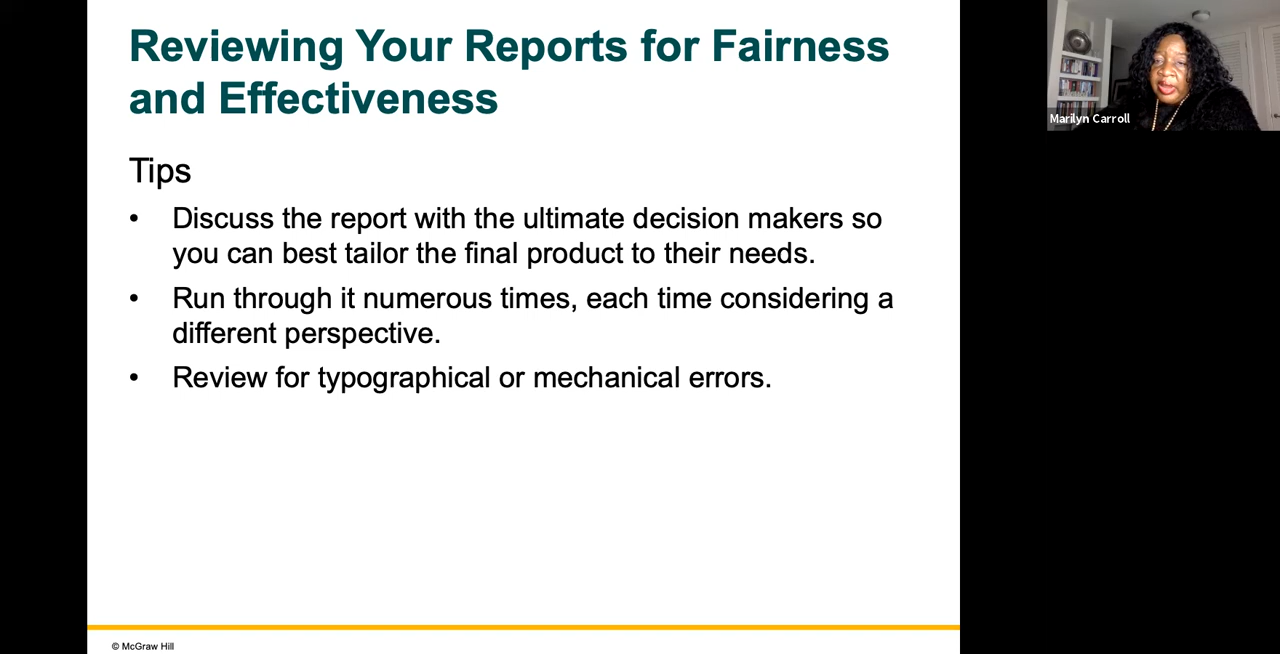 Reviewing Your Reports for Fairness
and Effectiveness
Tips
• Discuss the report with the ultimate decision makers so
you can best tailor the final product to their needs.
• Run through it numerous times, each time considering a
different perspective.
• Review for typographical or mechanical errors.
© McGraw Hill
Marilyn Carroll